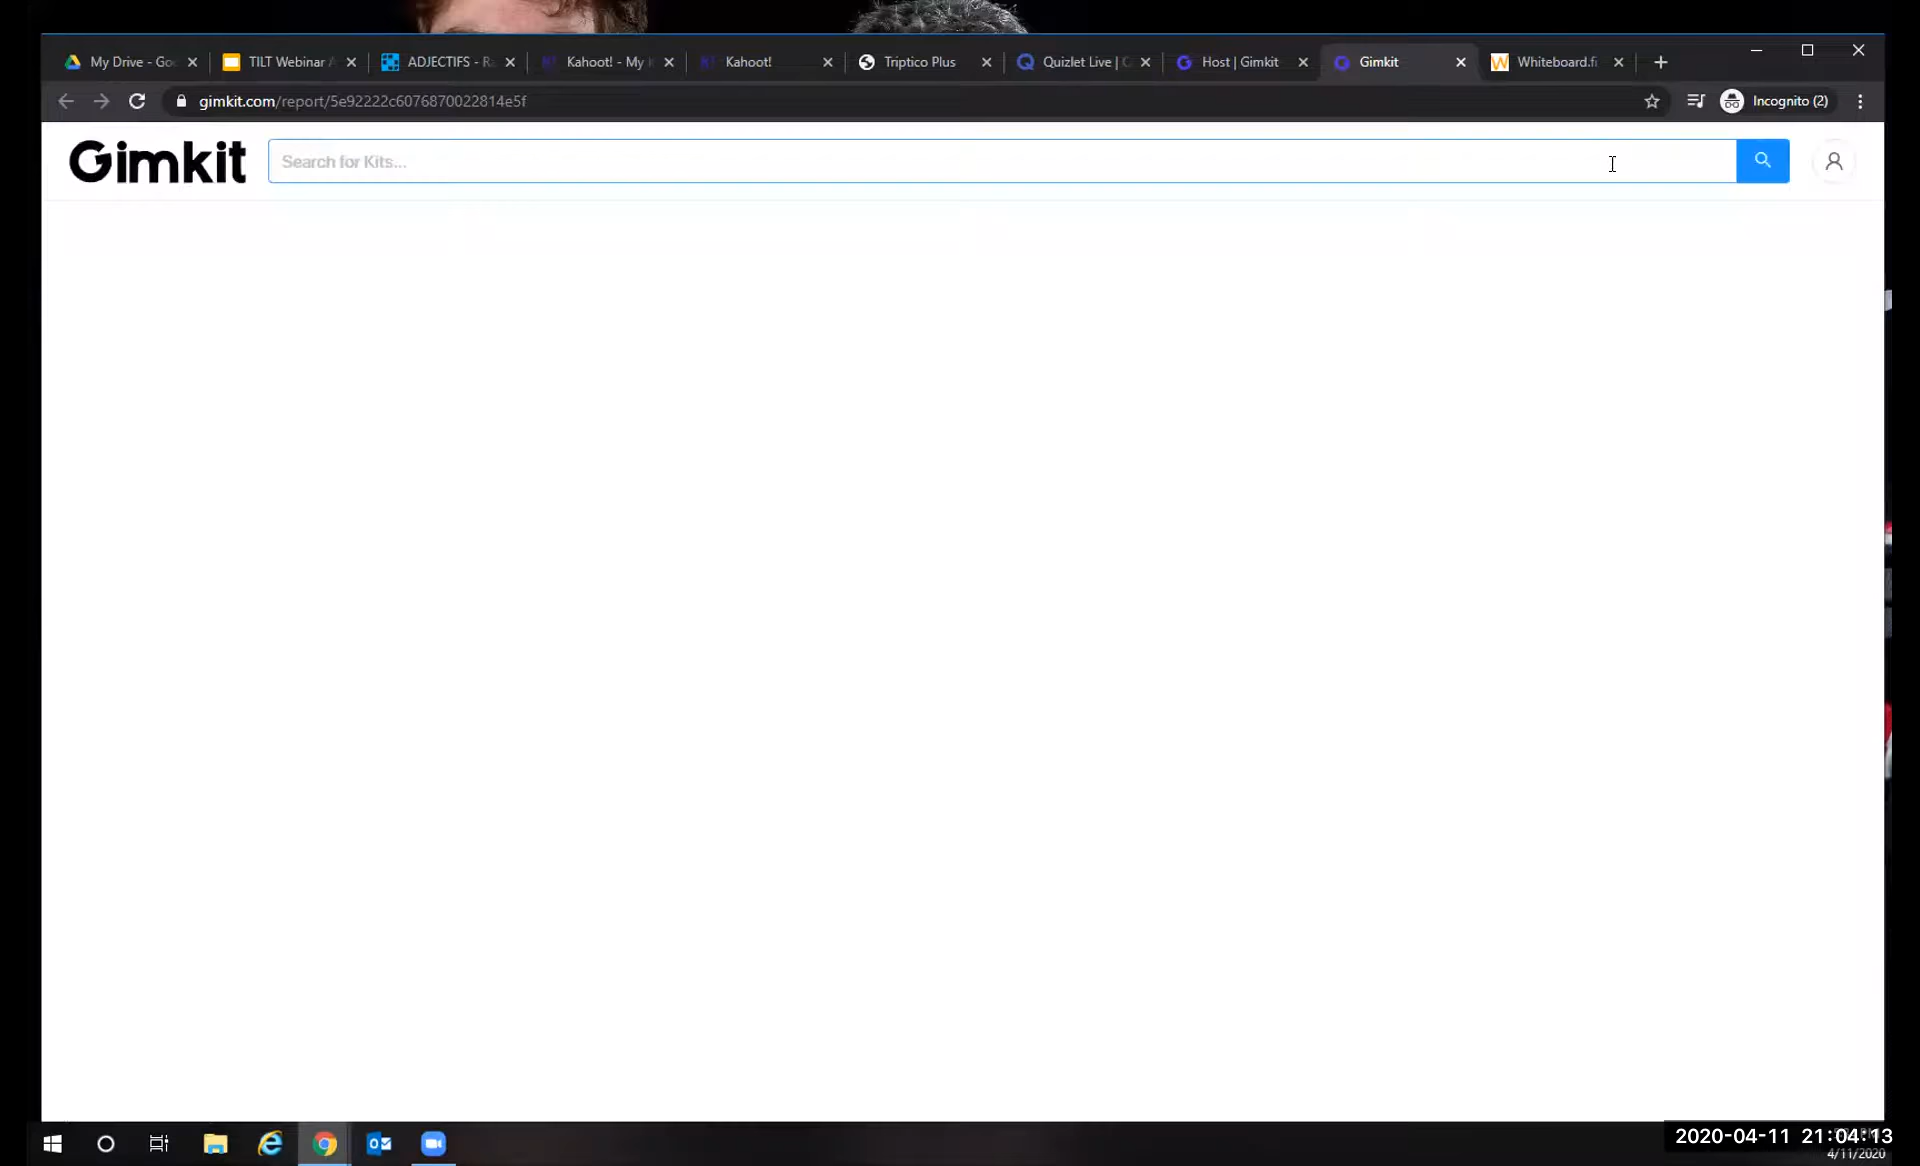 My Drive - Goo
TILT Webinar
ADJECTIFS - R
Kahoot! - My
Kahoot!
Triptico Plus
Quizlet Live |
Host | Gimkit
Gimkit
Whiteboard.fi
gimkit.com/report/5e92222c6076870022814e5f
Incognito (2)
Gimkit
Search for Kits...
2020-04-11 21:04:13
4/11/2020